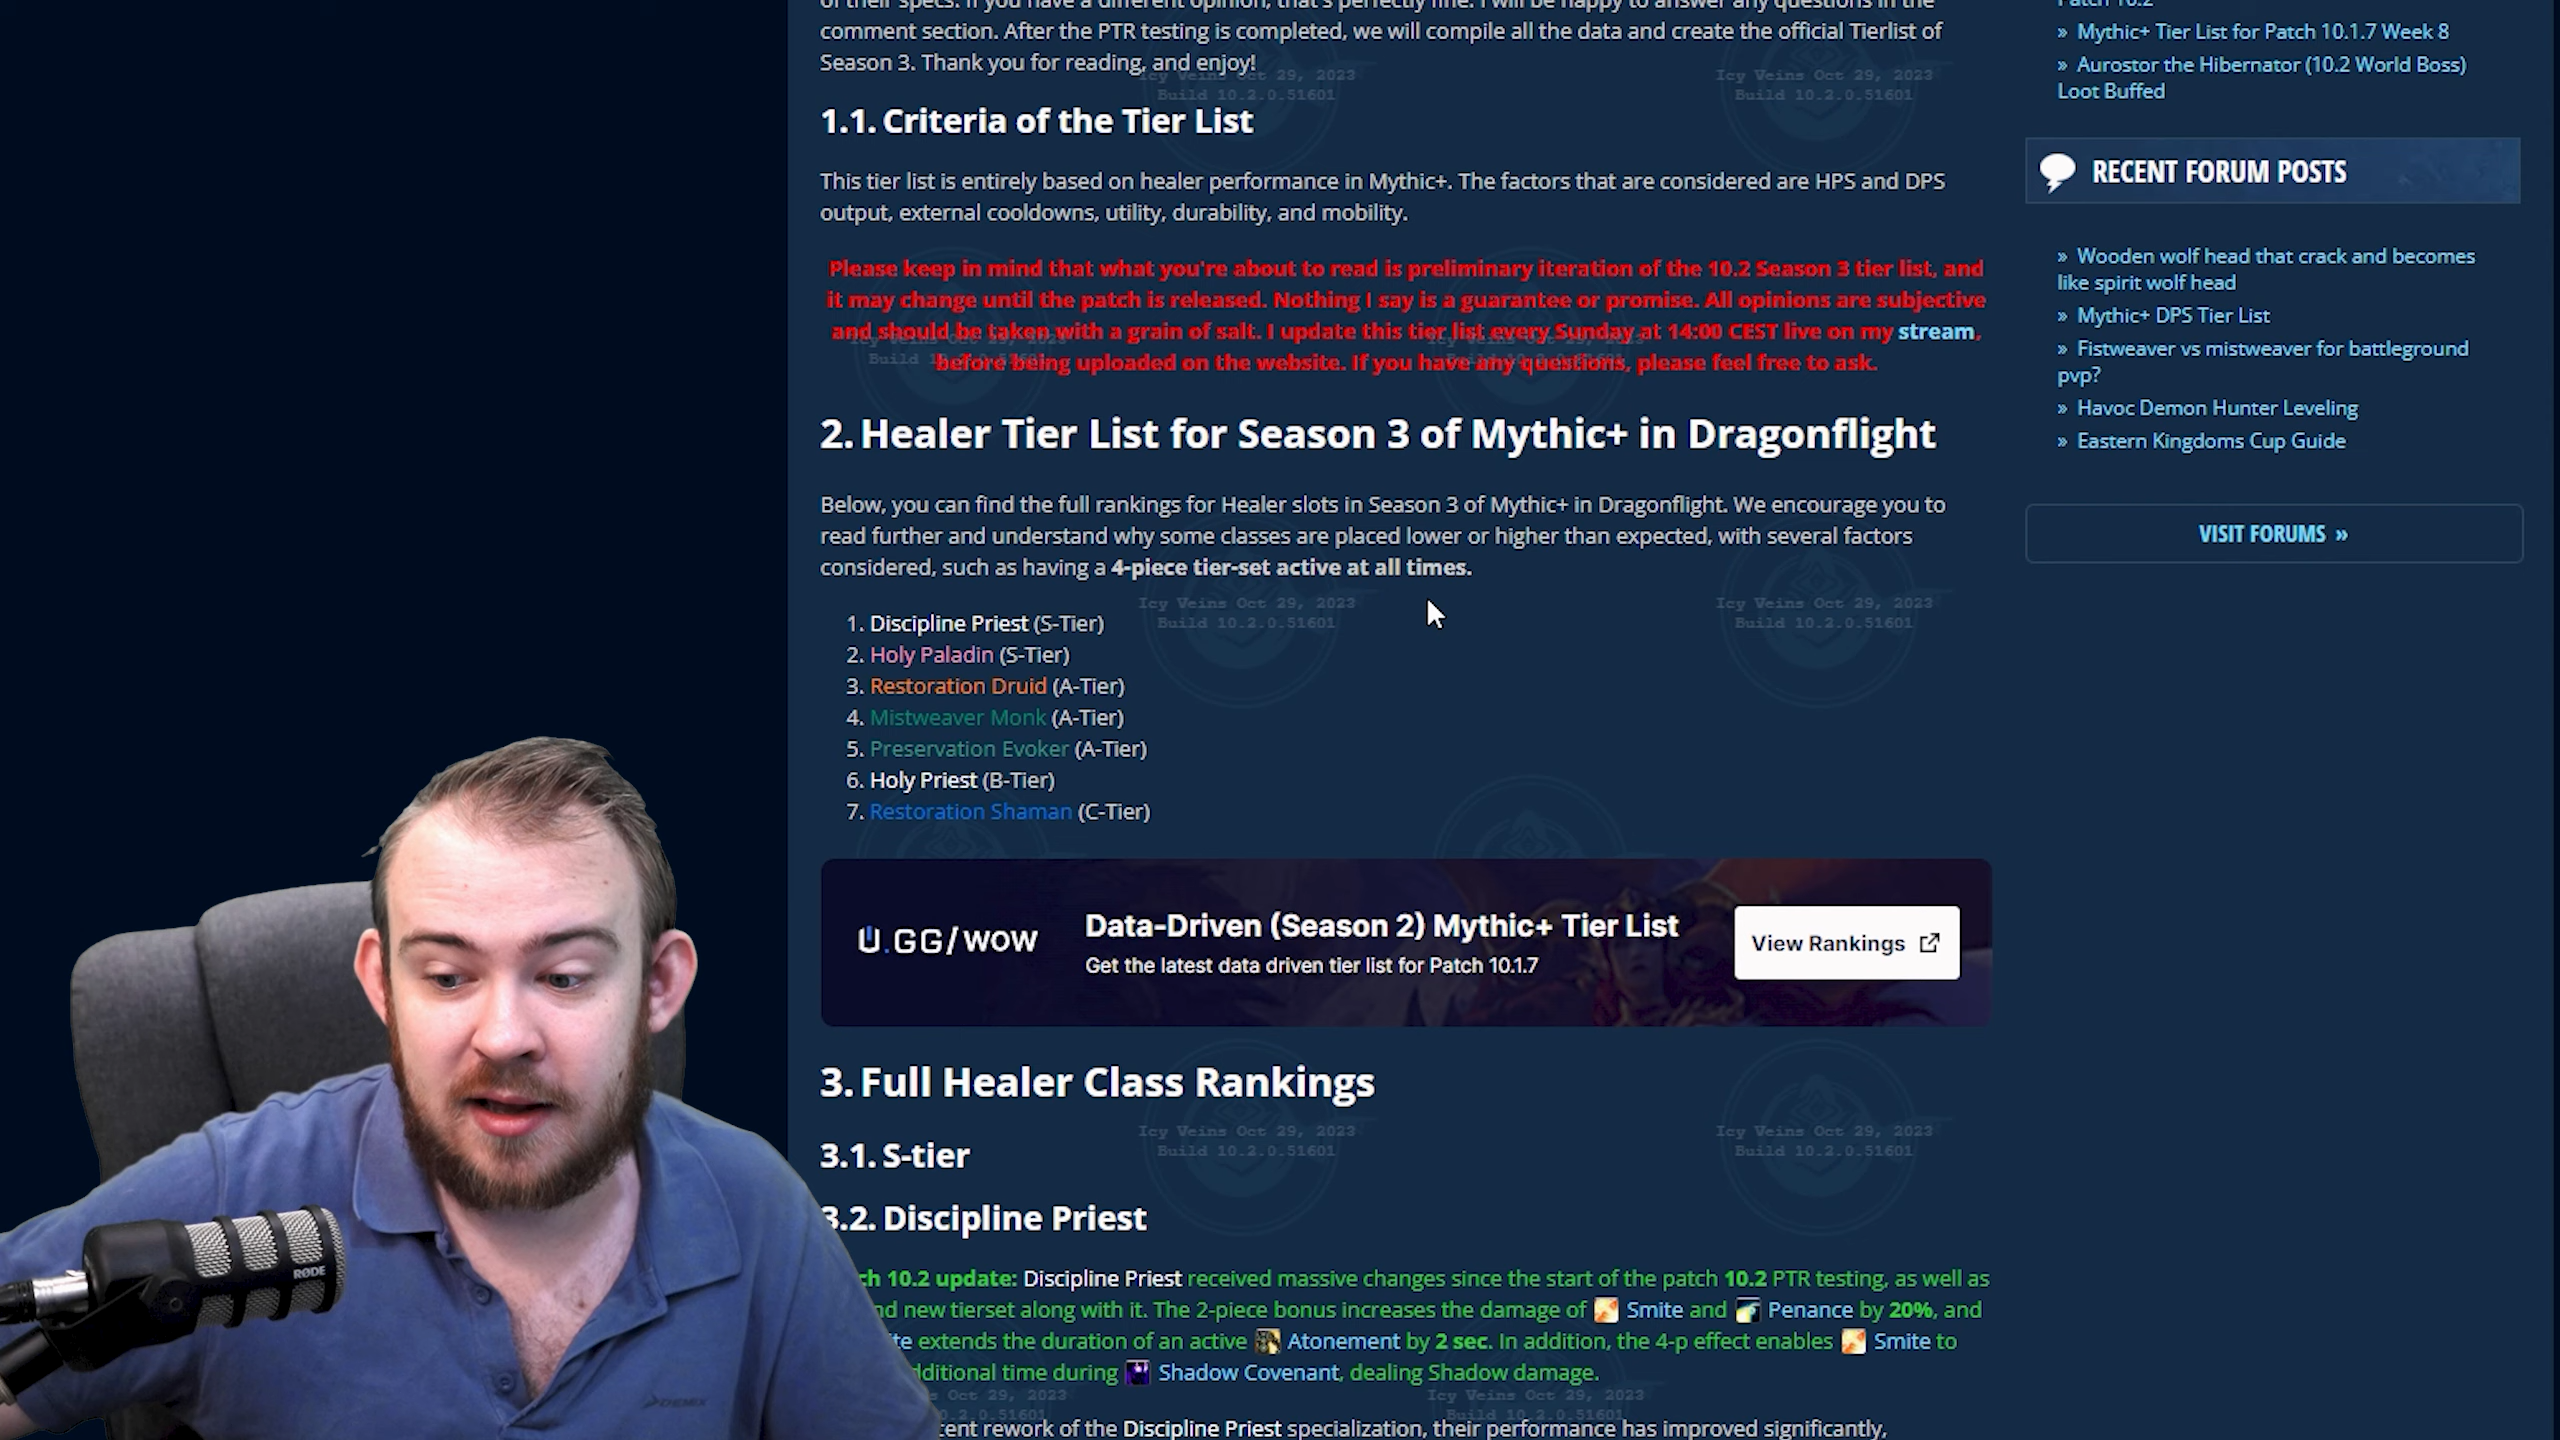 of their specs. If you have a different opinion, that's perfectly fine. I will be happy to answer any questions in the
comment section. After the PTR testing is completed, we will compile all the data and create the official Tierlist of
Season 3. Thank you for reading, and enjoy!
1.1. Criteria of the Tier List
This tier list is entirely based on healer performance in Mythic+. The factors that are considered are HPS and DPS
output, external cooldowns, utility, durability, and mobility.
Please keep in mind that what you're about to read is preliminary iteration of the 10.2 Season 3 tier list, and
it may change until the patch is released. Nothing I say is a guarantee or promise. All opinions are subjective
and should be taken with a grain of salt. I update this tier list every Sunday at 14:00 CEST live on my stream,
before being uploaded on the website. If you have any questions, please feel free to ask.
2. Healer Tier List for Season 3 of Mythic+ in Dragonflight
Below, you can find the full rankings for Healer slots in Season 3 of Mythic+ in Dragonflight. We encourage you to
read further and understand why some classes are placed lower or higher than expected, with several factors
considered, such as having a 4-piece tier-set active at all times.
1. Discipline Priest (S-Tier)
2. Holy Paladin (S-Tier)
3. Restoration Druid (A-Tier)
4. Mistweaver Monk (A-Tier)
5. Preservation Evoker (A-Tier)
6. Holy Priest (B-Tier)
7. Restoration Shaman (C-Tier)
U.GG/WOW
Data-Driven (Season 2) Mythic+ Tier List
Get the latest data driven tier list for Patch 10.1.7
View Rankings
3. Full Healer Class Rankings
3.1. S-tier
3.2. Discipline Priest
ch 10.2 update: Discipline Priest received massive changes since the start of the patch 10.2 PTR testing, as well as
nd new tierset along with it. The 2-piece bonus increases the damage of Smite and Penance by 20%, and
ite extends the duration of an active Atonement by 2 sec. In addition, the 4-p effect enables Smite to
dditional time during Shadow Covenant, dealing Shadow damage.
cent rework of the Discipline Priest specialization, their performance has improved significantly,
Patch 10.2
» Mythic+ Tier List for Patch 10.1.7 Week 8
» Aurostor the Hibernator (10.2 World Boss)
Loot Buffed
RECENT FORUM POSTS
» Wooden wolf head that crack and becomes
like spirit wolf head
» Mythic+ DPS Tier List
» Fistweaver vs mistweaver for battleground
pvp?
» Havoc Demon Hunter Leveling
» Eastern Kingdoms Cup Guide
VISIT FORUMS »
Icy Veins Oct 29, 2023
Build 10.2.0.51601
RØDE